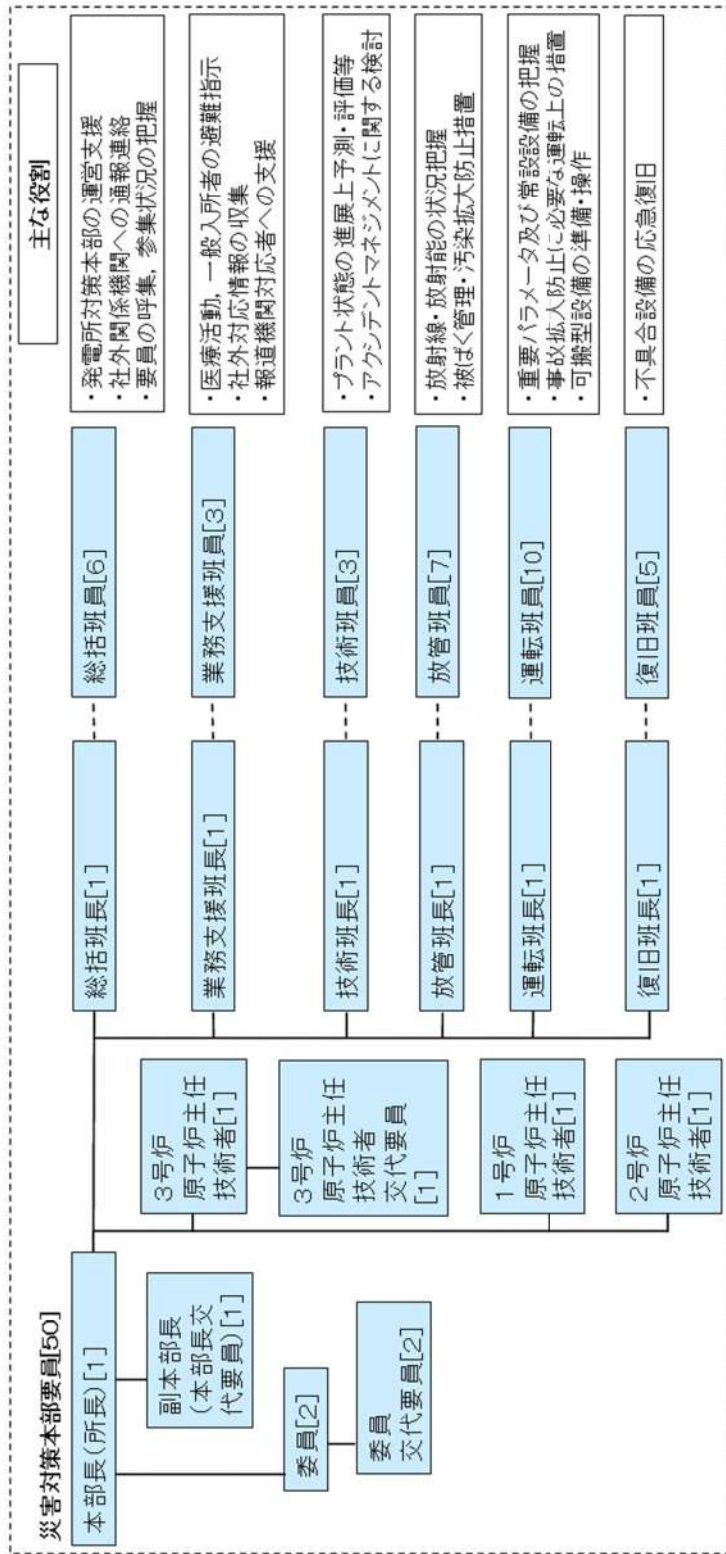 災害対策本部要員[50]
本部長(所長)[1]
副本部長
(本部長交
代要員)[1]
委員[2]
委員
交代要員[2]
3号炉
原子炉主任
技術者[1]
3号炉
原子炉主任
技術者
交代要員
[1]
1号炉
原子炉主任
技術者[1]
2号炉
原子炉主任
技術者[1]
主な役割
総括班長[1]
総括班員[6]
・発電所対策本部の運営支援
・社外関係機関への通報連絡
・要員の呼集，参集状況の把握
業務支援班長[1]
業務支援班員[3]
・医療活動，一般入所者の避難指示
・社外対応情報の収集
・報道機関対応者への支援
技術班長[1]
技術班員[3]
・プラント状態の進展上予測・評価等
・アクシデントマネジメントに関する検討
放管班長[1]
放管班員[7]
・放射線・放射能の状況把握
・被ばく管理・汚染拡大防止措置
運転班長[1]
運転班員[10]
・重要パラメータ及び常設設備の把握
・事故拡大防止に必要な運転上の措置
・可搬型設備の準備・操作
復旧班長[1]
復旧班員[5]
・不具合設備の応急復旧